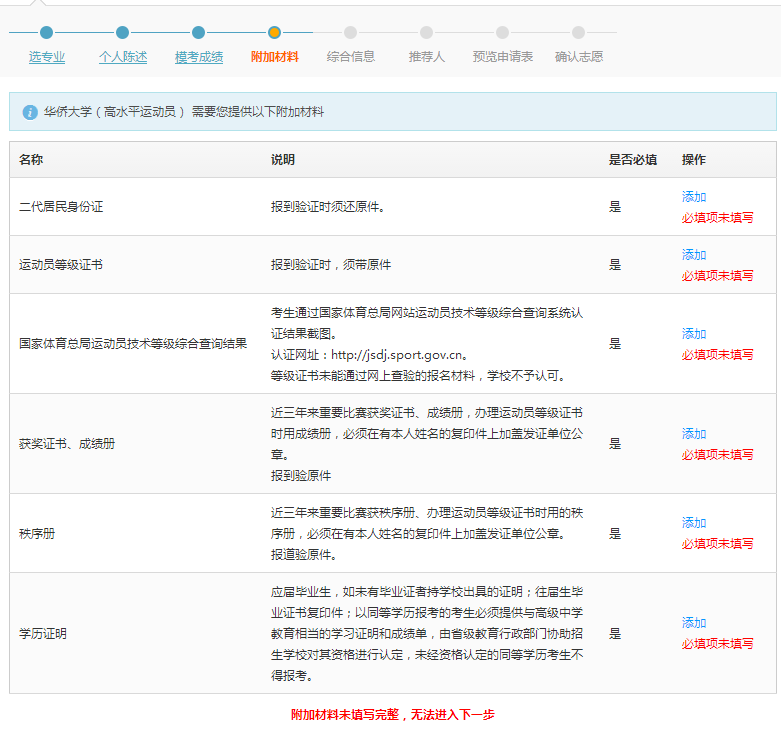 选专业 个人陈述 模考成绩 附加材料 综合信息 推荐人 预览申请表 确认志愿
华侨大学（高水平运动员） 需要您提供以下附加材料
名称 说明 是否必填 操作
二代居民身份证 报到验证时须还原件。 是 添加
必填项未填写
运动员等级证书 报到验证时，须带原件 是 添加
必填项未填写
国家体育总局运动员技术等级综合查询结果
考生通过国家体育总局网站运动员技术等级综合查询系统认
证结果截图。
认证网址：http://jsdj.sport.gov.cn。
等级证书未能通过网上查验的报名材料，学校不予认可。
是
添加
必填项未填写
获奖证书、成绩册
近三年来重要比赛获奖证书、成绩册，办理运动员等级证书
时用成绩册，必须在有本人姓名的复印件上加盖发证单位公
章。
报到验原件
是
添加
必填项未填写
秩序册
近三年来重要比赛获秩序册、办理运动员等级证书时用的秩
序册，必须在有本人姓名的复印件上加盖发证单位公章。
报道验原件。
是
添加
必填项未填写
学历证明
应届毕业生，如未有毕业证者持学校出具的证明；往届生毕
业证书复印件；以同等学历报考的考生必须提供与高级中学
教育相当的学习证明和成绩单，由省级教育行政部门协助招
生学校对其资格进行认定，未经资格认定的同等学历考生不
得报考。
是
添加
必填项未填写
附加材料未填写完整，无法进入下一步